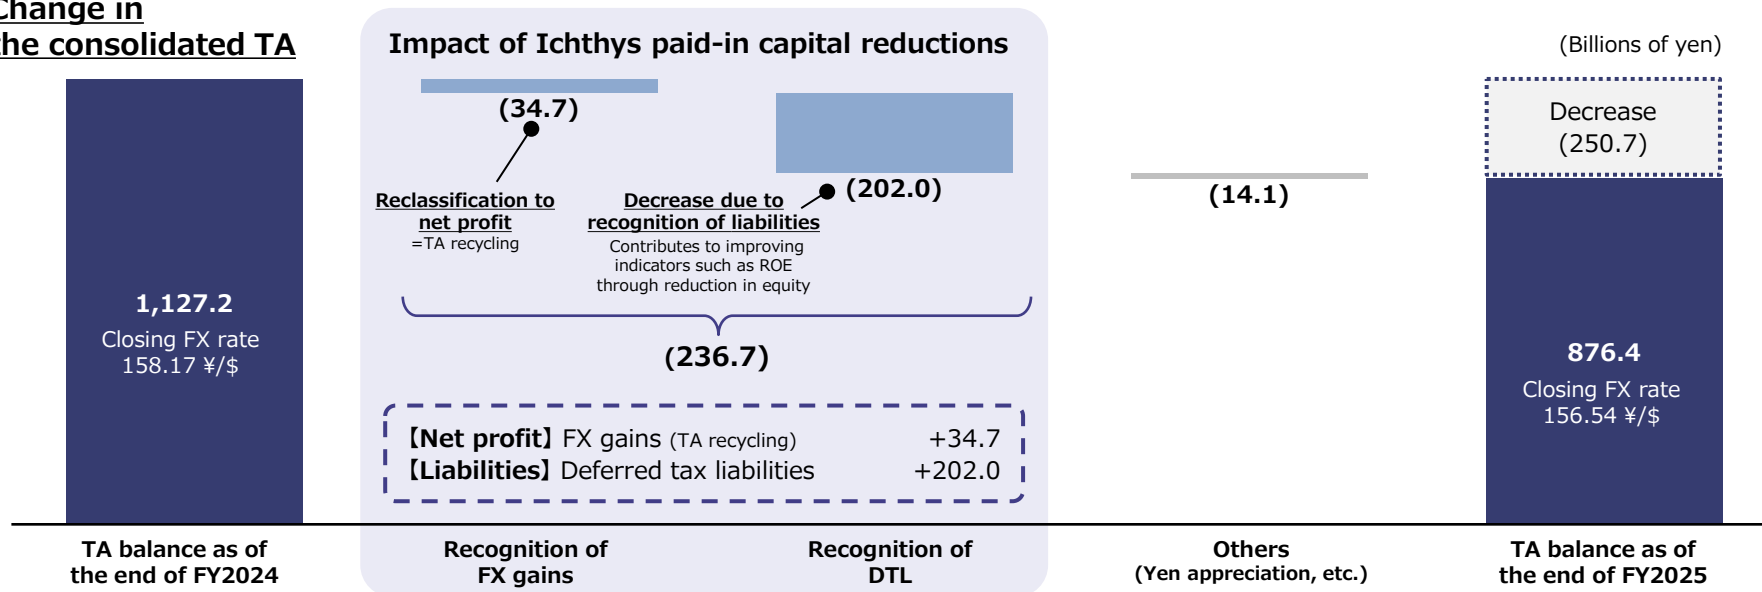 Change in
the consolidated TA
Impact of Ichthys paid-in capital reductions
(Billions of yen)
(34.7)
Reclassification to
net profit
=TA recycling
(202.0)
Decrease due to
recognition of liabilities
Contributes to improving
indicators such as ROE
through reduction in equity
(236.7)
【Net profit】 FX gains (TA recycling) +34.7
【Liabilities】 Deferred tax liabilities +202.0
(14.1)
Decrease
(250.7)
1,127.2
Closing FX rate
158.17 ¥/$
876.4
Closing FX rate
156.54 ¥/$
TA balance as of
the end of FY2024
Recognition of
FX gains
Recognition of
DTL
Others
(Yen appreciation, etc.)
TA balance as of
the end of FY2025